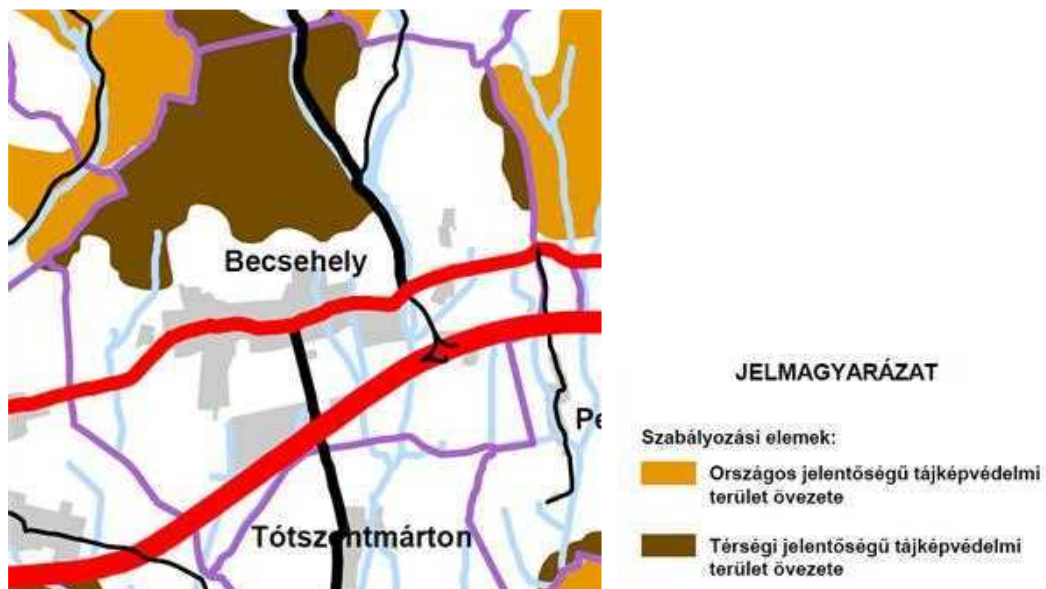 Becsehely
Tótszentmárton
Pe
JELMAGYARÁZAT
Szabályozási elemek:
Országos jelentőségű tájképvédelmi
terület övezete
Térségi jelentőségű tájképvédelmi
terület övezete